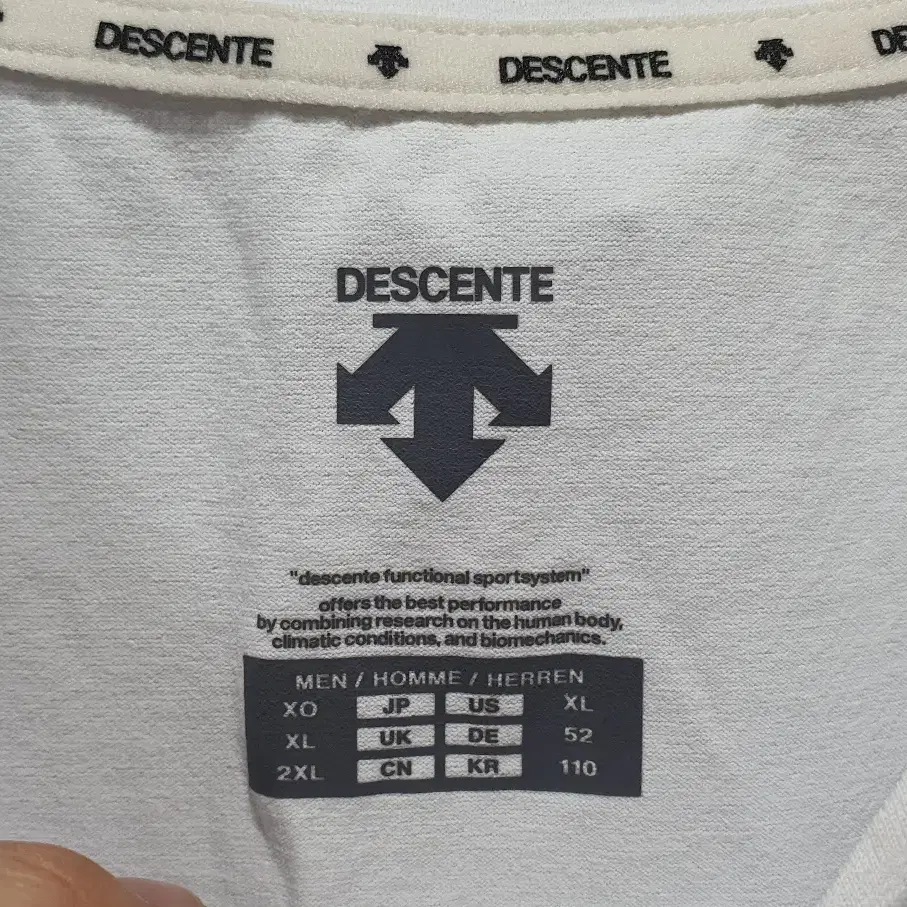 DESCENTE DESCENTE DE
DESCENTE
"descente functional sportsystem"
offers the best performance
by combining research on the human body,
climatic conditions, and biomechanics.
MEN / HOMME / HERREN
XO JP US XL
XL UK DE 52
2XL CN KR 110